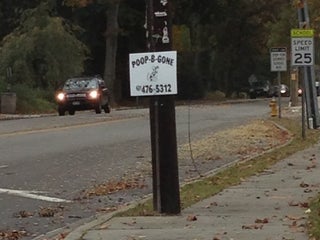 POOP-B-GONE
476-5312
SCHOOL
SPEED
LIMIT
25